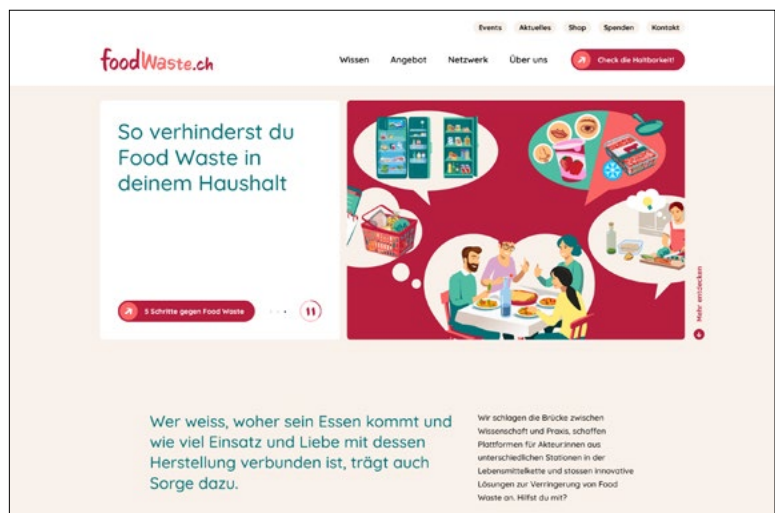 Events Aktuelles Shop Spenden Kontakt
foodWaste.ch
Wissen Angebot Netzwerk Über uns Check die Haltbarkeit!
So verhinderst du
Food Waste in
deinem Haushalt
5 Schritte gegen Food Waste
Mehr entdecken
Wer weiss, woher sein Essen kommt und
wie viel Einsatz und Liebe mit dessen
Herstellung verbunden ist, trägt auch
Sorge dazu.
Wir schlagen die Brücke zwischen
Wissenschaft und Praxis, schaffen
Plattformen für Akteur:innen aus
unterschiedlichen Stationen in der
Lebensmittelkette und stossen innovative
Lösungen zur Verringerung von Food
Waste an. Hilfst du mit?